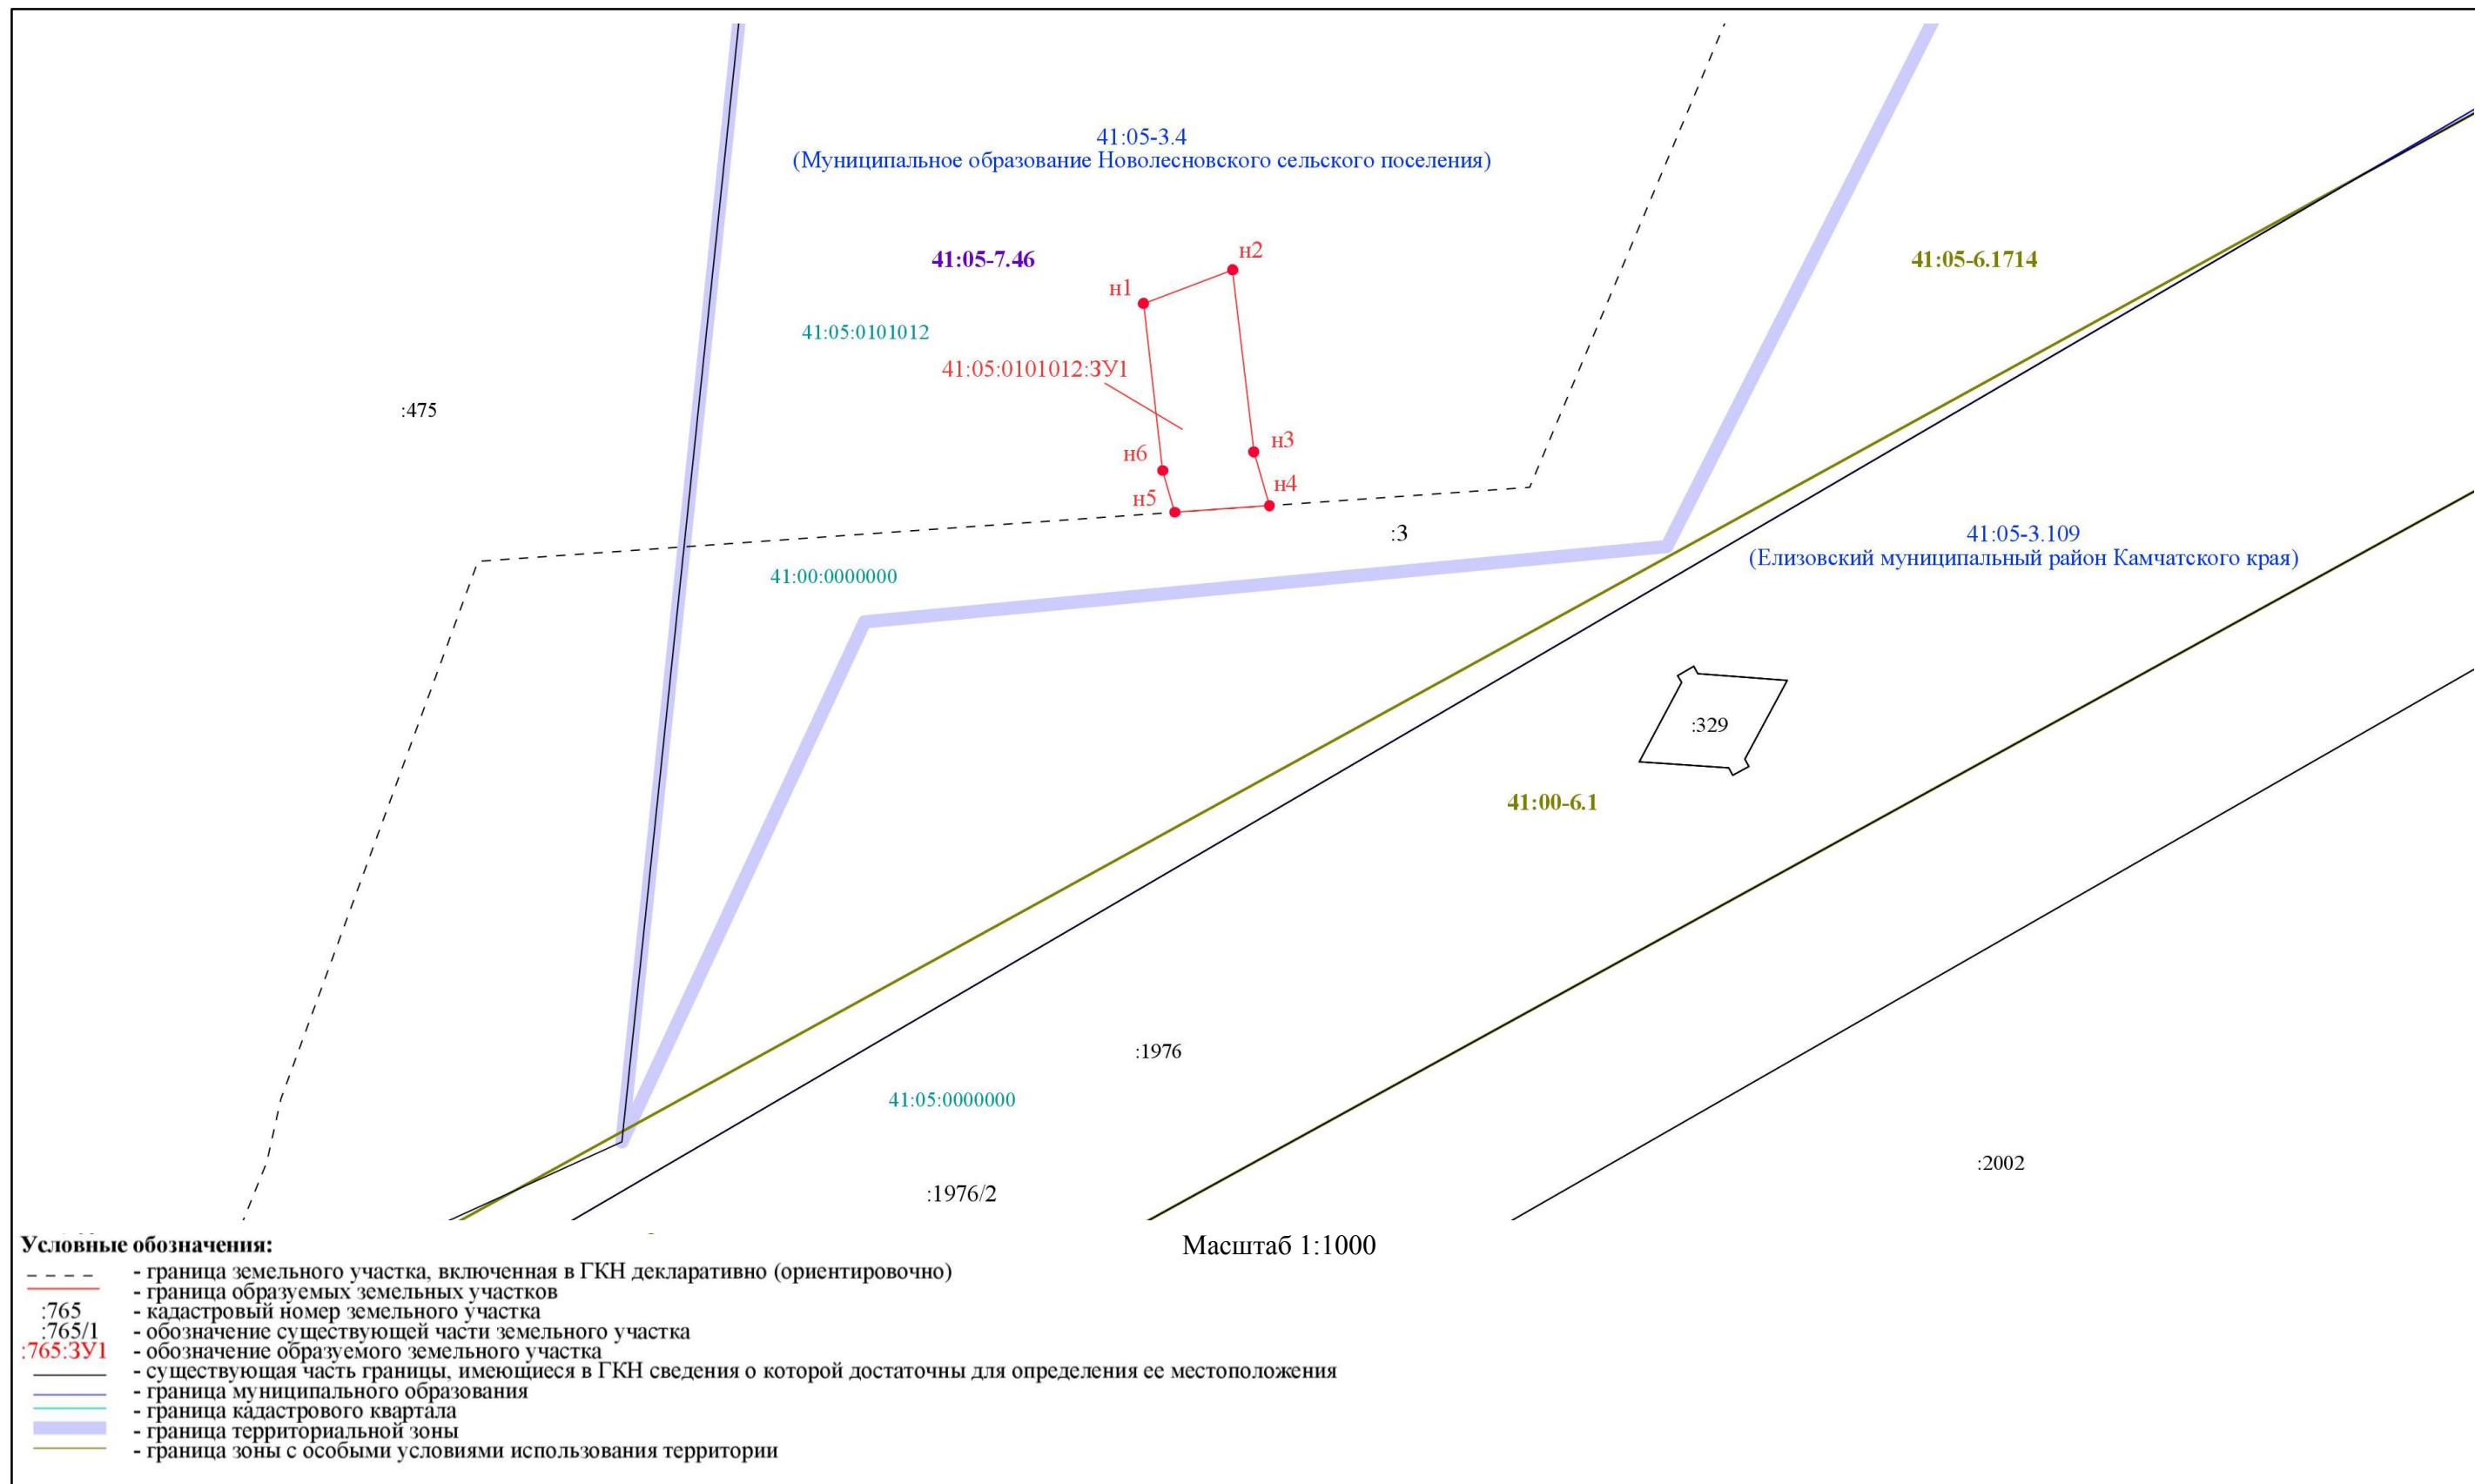 41:05-3.4
(Муниципальное образование Новолесновского сельского поселения)
41:05-7.46
н2
41:05-6.1714
н1
41:05:0101012
41:05:0101012:ЗУ1
:475
н3
н6
н4
н5
:3
41:05-3.109
(Елизовский муниципальный район Камчатского края)
41:00:0000000
:329
41:00-6.1
:1976
41:05:0000000
:2002
:1976/2
Условные обозначения:
Масштаб 1:1000
- граница земельного участка, включенная в ГКН декларативно (ориентировочно)
- граница образуемых земельных участков
:765 - кадастровый номер земельного участка
:765/1 - обозначение существующей части земельного участка
:765:ЗУ1 - обозначение образуемого земельного участка
- существующая часть границы, имеющиеся в ГКН сведения о которой достаточны для определения ее местоположения
- граница муниципального образования
- граница кадастрового квартала
- граница территориальной зоны
- граница зоны с особыми условиями использования территории